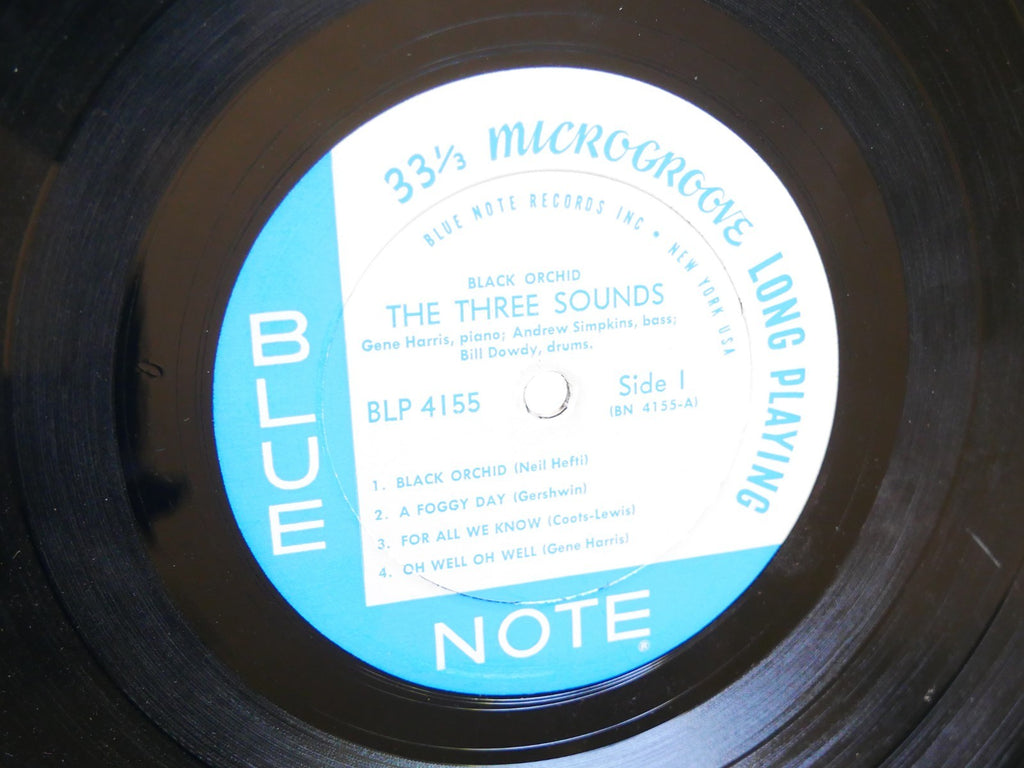 33⅓ MICROGROOVE LONG PLAYING
BLUE NOTE RECORDS INC • NEW YORK USA
BLACK ORCHID
THE THREE SOUNDS
Gene Harris, piano; Andrew Simpkins, bass;
Bill Dowdy, drums.
BLP 4155
Side 1
(BN 4155-A)
1. BLACK ORCHID (Neil Hefti)
2. A FOGGY DAY (Gershwin)
3. FOR ALL WE KNOW (Coots-Lewis)
4. OH WELL OH WELL (Gene Harris)
BLUE
NOTE®